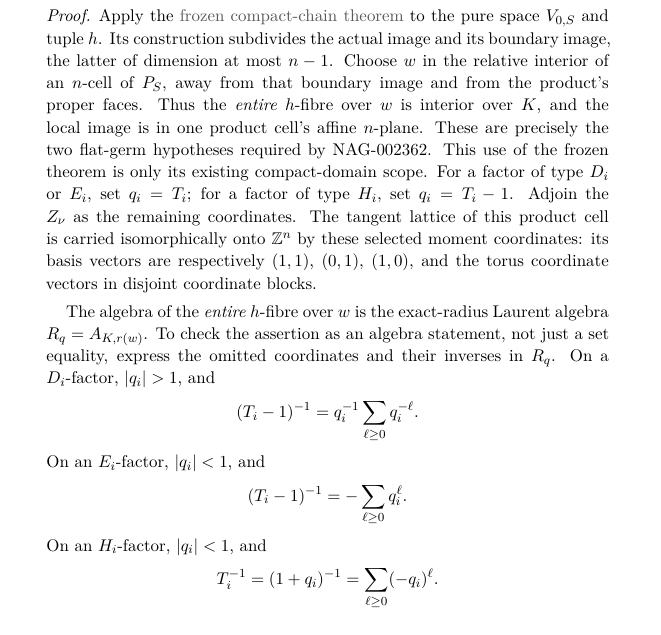 Proof. Apply the frozen compact-chain theorem to the pure space V_{0,S} and
tuple h. Its construction subdivides the actual image and its boundary image,
the latter of dimension at most n − 1. Choose w in the relative interior of
an n-cell of P_S, away from that boundary image and from the product's
proper faces. Thus the entire h-fibre over w is interior over K, and the
local image is in one product cell's affine n-plane. These are precisely the
two flat-germ hypotheses required by NAG-002362. This use of the frozen
theorem is only its existing compact-domain scope. For a factor of type D_i
or E_i, set q_i = T_i; for a factor of type H_i, set q_i = T_i − 1. Adjoin the
Z_ν as the remaining coordinates. The tangent lattice of this product cell
is carried isomorphically onto ℤ^n by these selected moment coordinates: its
basis vectors are respectively (1, 1), (0, 1), (1, 0), and the torus coordinate
vectors in disjoint coordinate blocks.
The algebra of the entire h-fibre over w is the exact-radius Laurent algebra
R_q = A_{K,r(w)}. To check the assertion as an algebra statement, not just a set
equality, express the omitted coordinates and their inverses in R_q. On a
D_i-factor, |q_i| > 1, and
(T_i − 1)^{−1} = q_i^{−1} ∑_{ℓ≥0} q_i^{−ℓ}.
On an E_i-factor, |q_i| < 1, and
(T_i − 1)^{−1} = − ∑_{ℓ≥0} q_i^ℓ.
On an H_i-factor, |q_i| < 1, and
T_i^{−1} = (1 + q_i)^{−1} = ∑_{ℓ≥0} (−q_i)^ℓ.